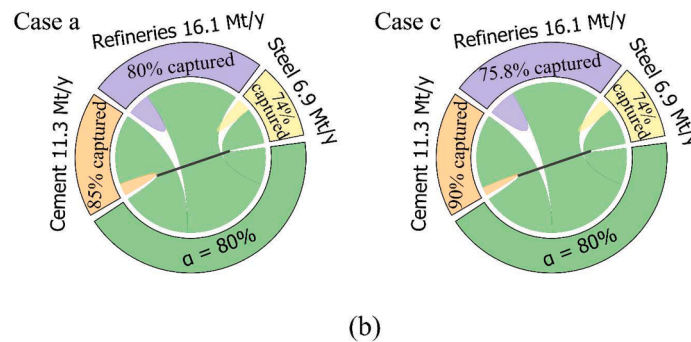 Case a
Refineries 16.1 Mt/y
80% captured
Steel 6.9 Mt/y
74%
captured
Cement 11.3 Mt/y
85% captured
α = 80%
Case c
Refineries 16.1 Mt/y
75.8% captured
Steel 6.9 Mt/y
74%
captured
Cement 11.3 Mt/y
90% captured
α = 80%
(b)